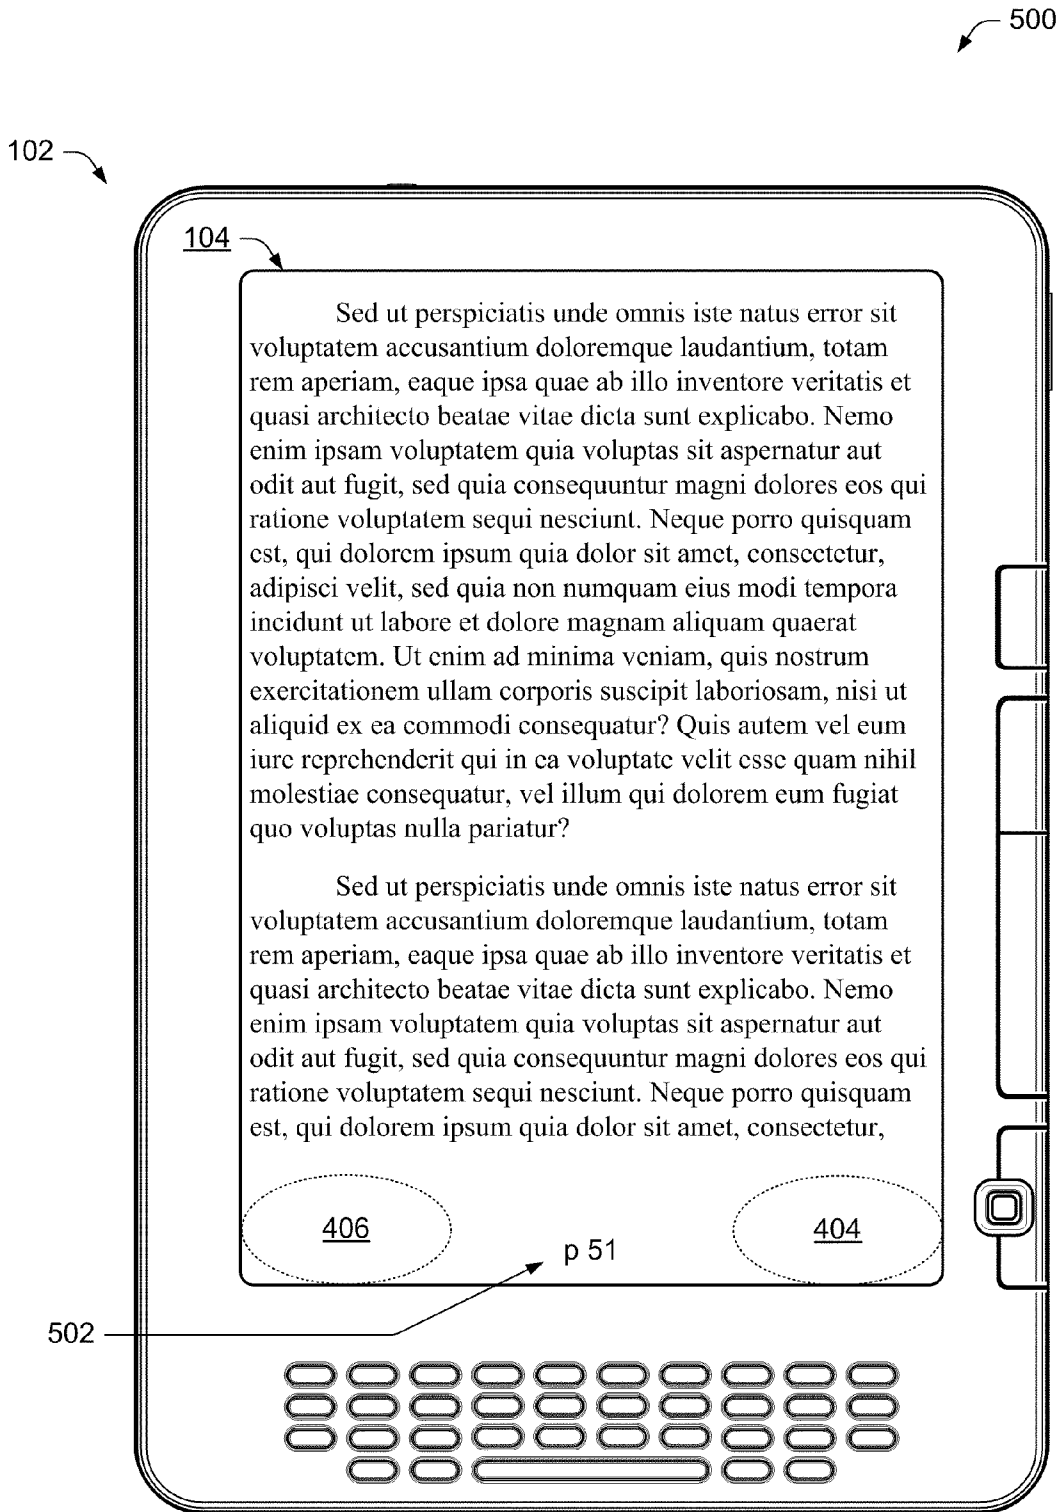 500
102
104
Sed ut perspiciatis unde omnis iste natus error sit
voluptatem accusantium doloremque laudantium, totam
rem aperiam, eaque ipsa quae ab illo inventore veritatis et
quasi architecto beatae vitae dicta sunt explicabo. Nemo
enim ipsam voluptatem quia voluptas sit aspernatur aut
odit aut fugit, sed quia consequuntur magni dolores eos qui
ratione voluptatem sequi nesciunt. Neque porro quisquam
est, qui dolorem ipsum quia dolor sit amet, consectetur,
adipisci velit, sed quia non numquam eius modi tempora
incidunt ut labore et dolore magnam aliquam quaerat
voluptatem. Ut enim ad minima veniam, quis nostrum
exercitationem ullam corporis suscipit laboriosam, nisi ut
aliquid ex ea commodi consequatur? Quis autem vel eum
iure reprehenderit qui in ea voluptate velit esse quam nihil
molestiae consequatur, vel illum qui dolorem eum fugiat
quo voluptas nulla pariatur?
Sed ut perspiciatis unde omnis iste natus error sit
voluptatem accusantium doloremque laudantium, totam
rem aperiam, eaque ipsa quae ab illo inventore veritatis et
quasi architecto beatae vitae dicta sunt explicabo. Nemo
enim ipsam voluptatem quia voluptas sit aspernatur aut
odit aut fugit, sed quia consequuntur magni dolores eos qui
ratione voluptatem sequi nesciunt. Neque porro quisquam
est, qui dolorem ipsum quia dolor sit amet, consectetur,
406
404
p 51
502